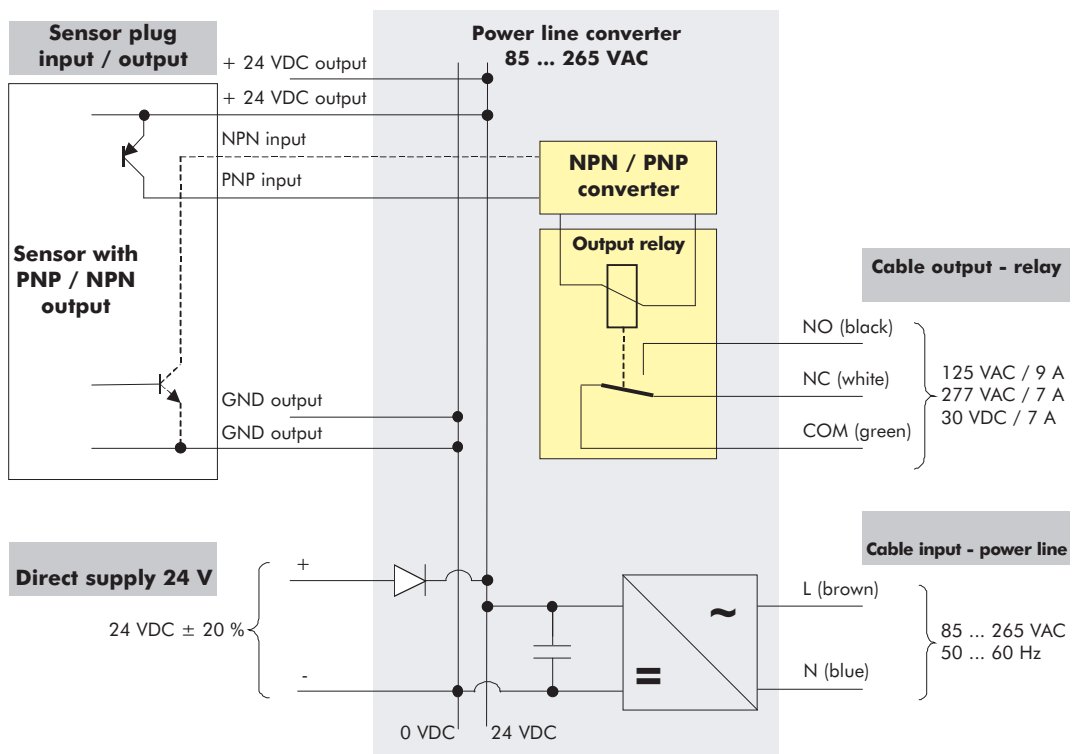 Sensor plug
input / output
Power line converter
85 ... 265 VAC
+ 24 VDC output
+ 24 VDC output
NPN input
PNP input
NPN / PNP
converter
Output relay
Sensor with
PNP / NPN
output
Cable output - relay
NO (black)
NC (white)
COM (green)
125 VAC / 9 A
277 VAC / 7 A
30 VDC / 7 A
GND output
GND output
Direct supply 24 V
24 VDC ± 20 %
+
-
Cable input - power line
L (brown)
N (blue)
85 ... 265 VAC
50 ... 60 Hz
~
=
0 VDC
24 VDC